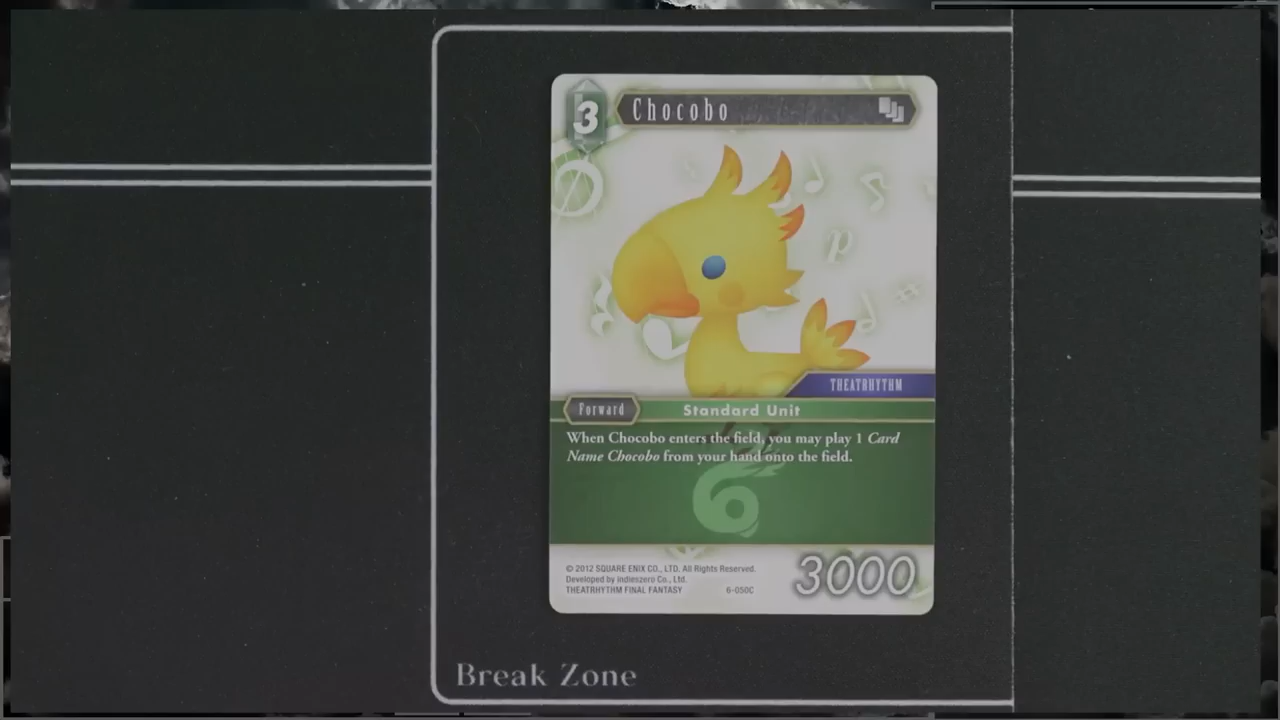 3
Chocobo
THEATRHYTHM
Forward
Standard Unit
When Chocobo enters the field, you may play 1 Card
Name Chocobo from your hand onto the field.
6
© 2012 SQUARE ENIX CO., LTD. All Rights Reserved.
Developed by indieszero Co., Ltd.
THEATRHYTHM FINAL FANTASY 6-050C
3000
Break Zone